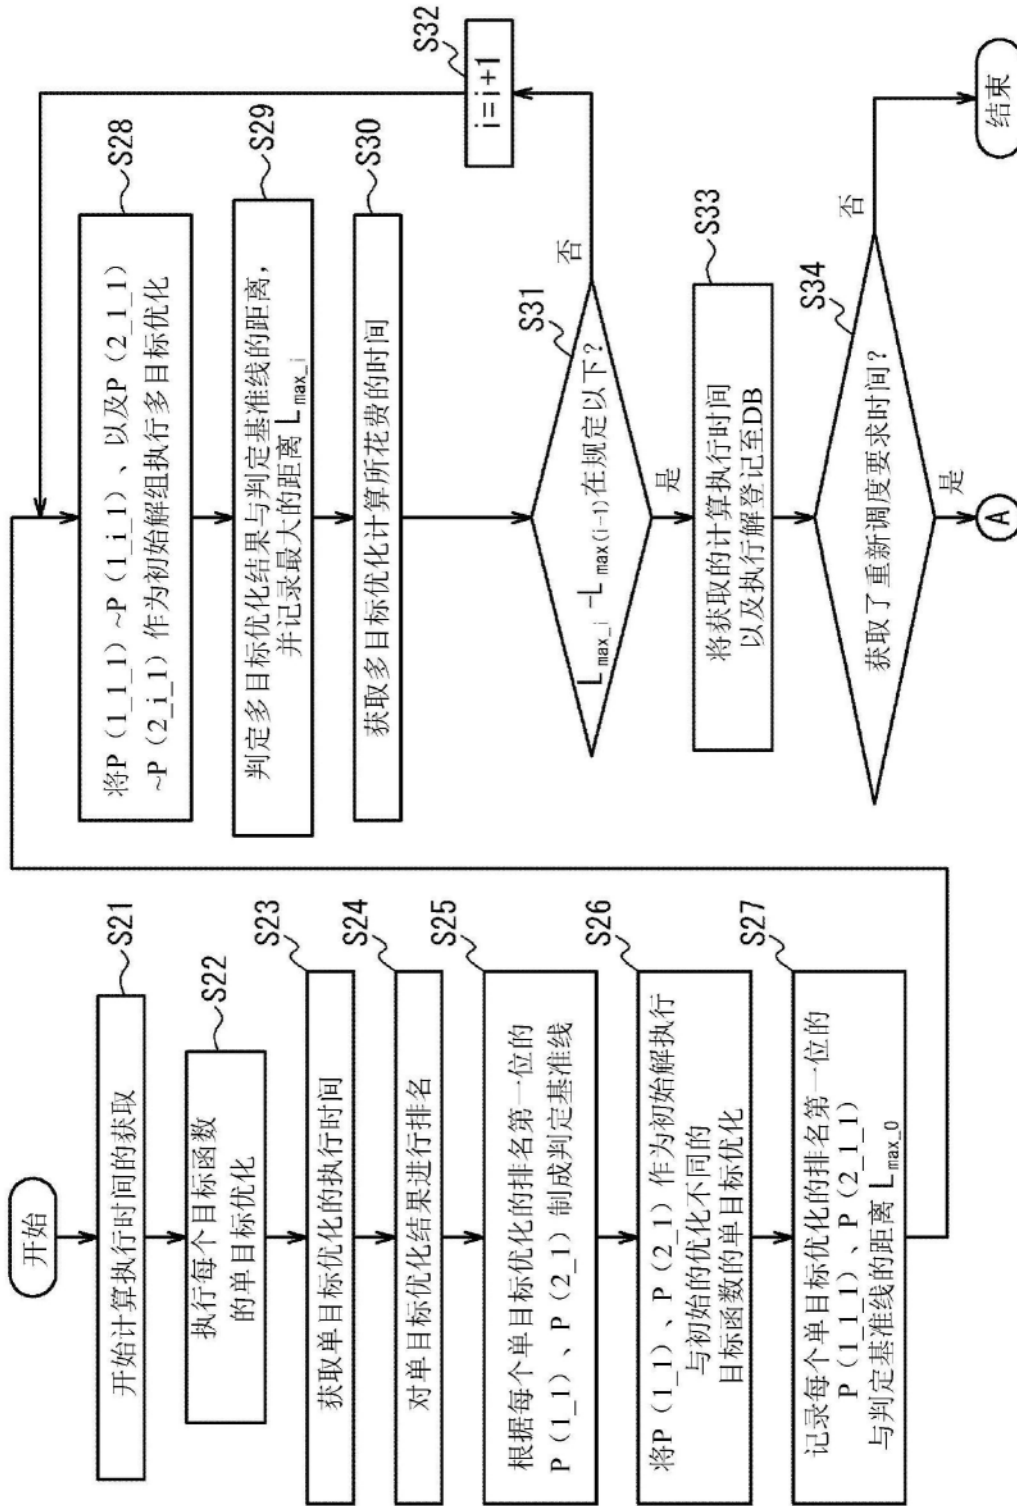 开始
S21
开始计算执行时间的获取
S22
执行每个目标函数
的单目标优化
S23
获取单目标优化的执行时间
S24
对单目标优化结果进行排名
S25
根据每个单目标优化的排名第一位的
P（1_1）、P（2_1）制成判定基准线
S26
将P（1_1）、P（2_1）作为初始解执行
与初始的优化不同的
目标函数的单目标优化
S27
记录每个单目标优化的排名第一位的
P（1_1_1）、P（2_1_1）
与判定基准线的距离 L_max_0
S28
将P（1_1_1）~P（1_i_1）、以及P（2_1_1）
~P（2_i_1）作为初始解组执行多目标优化
S29
判定多目标优化结果与判定基准线的距离，
并记录最大的距离 L_max_i
S30
获取多目标优化计算所花费的时间
S31
L_max_i -L_max(i-1)在规定以下？
否
S32
i=i+1
是
S33
将获取的计算执行时间
以及执行解登记至DB
S34
获取了重新调度要求时间？
否
结束
是
A